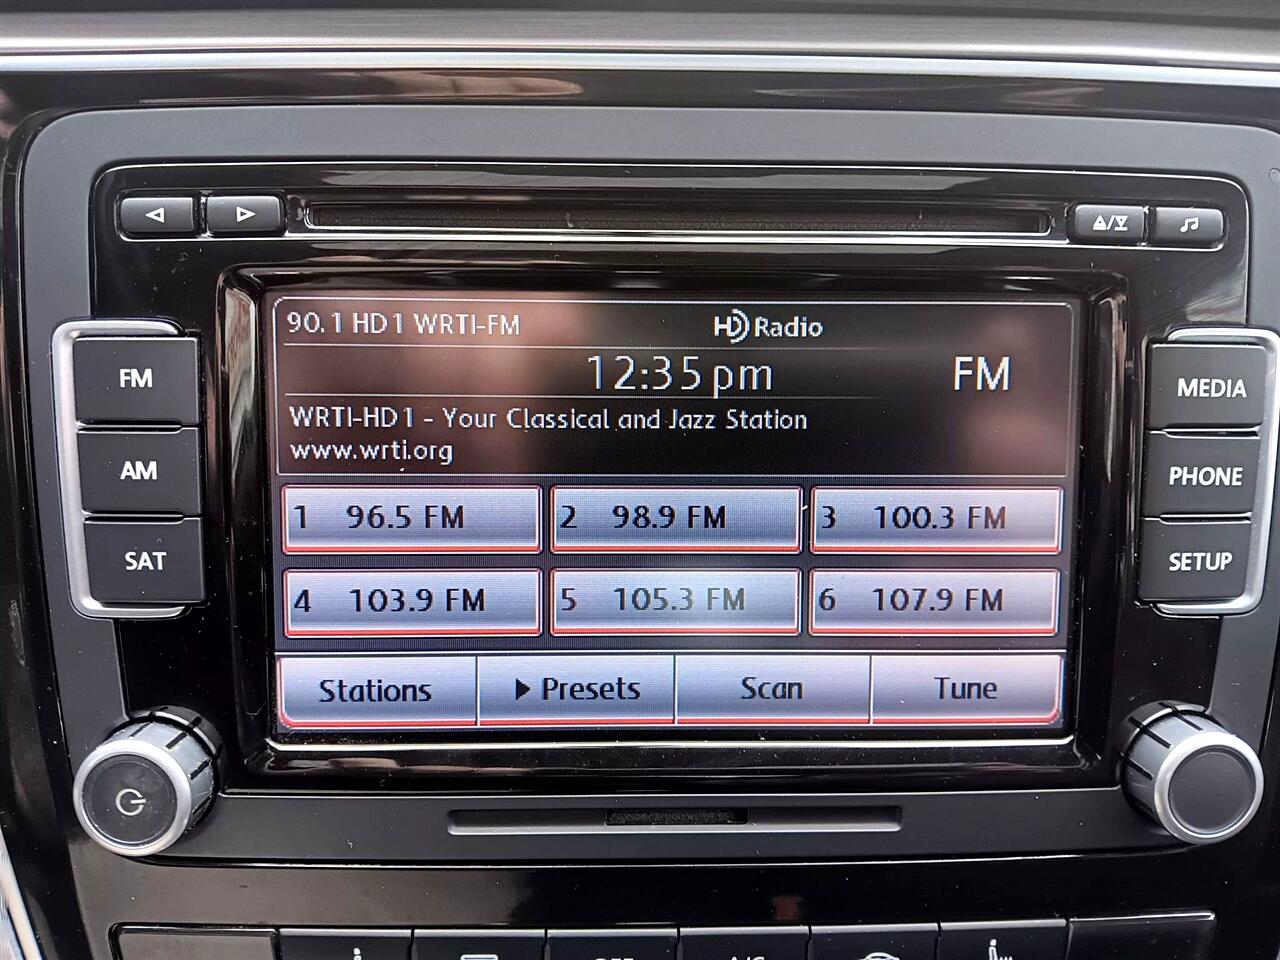 90.1 HD1 WRTI-FM HD Radio
12:35 pm FM
WRTI-HD1 - Your Classical and Jazz Station
www.wrti.org
1 96.5 FM 2 98.9 FM 3 100.3 FM
4 103.9 FM 5 105.3 FM 6 107.9 FM
Stations Presets Scan Tune
FM
AM
SAT
MEDIA
PHONE
SETUP